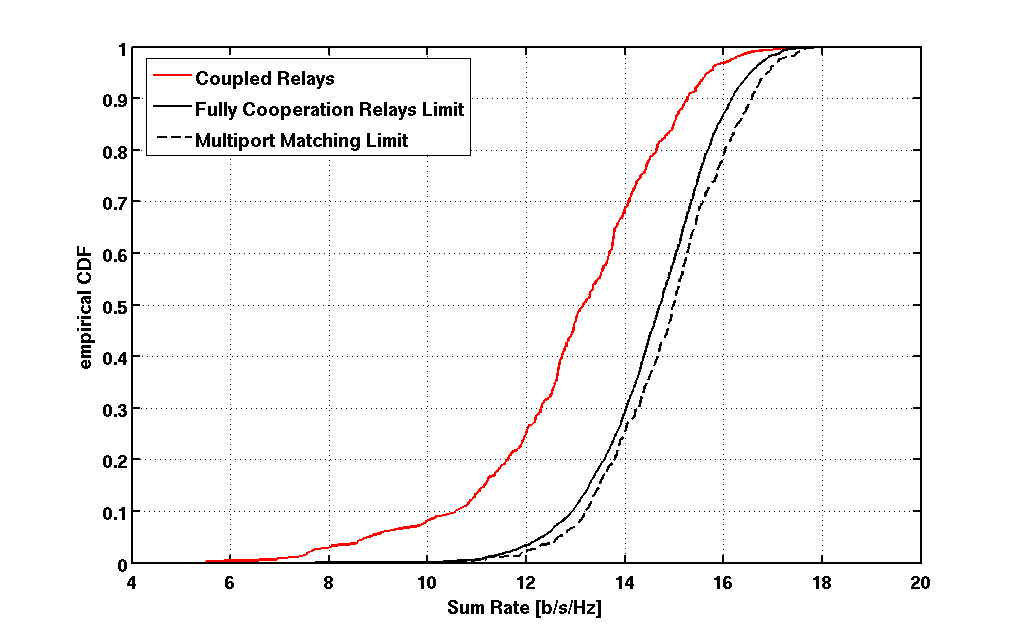 1
0.9
0.8
0.7
0.6
0.5
0.4
0.3
0.2
0.1
0
empirical CDF
Coupled Relays
Fully Cooperation Relays Limit
Multiport Matching Limit
4 6 8 10 12 14 16 18 20
Sum Rate [b/s/Hz]